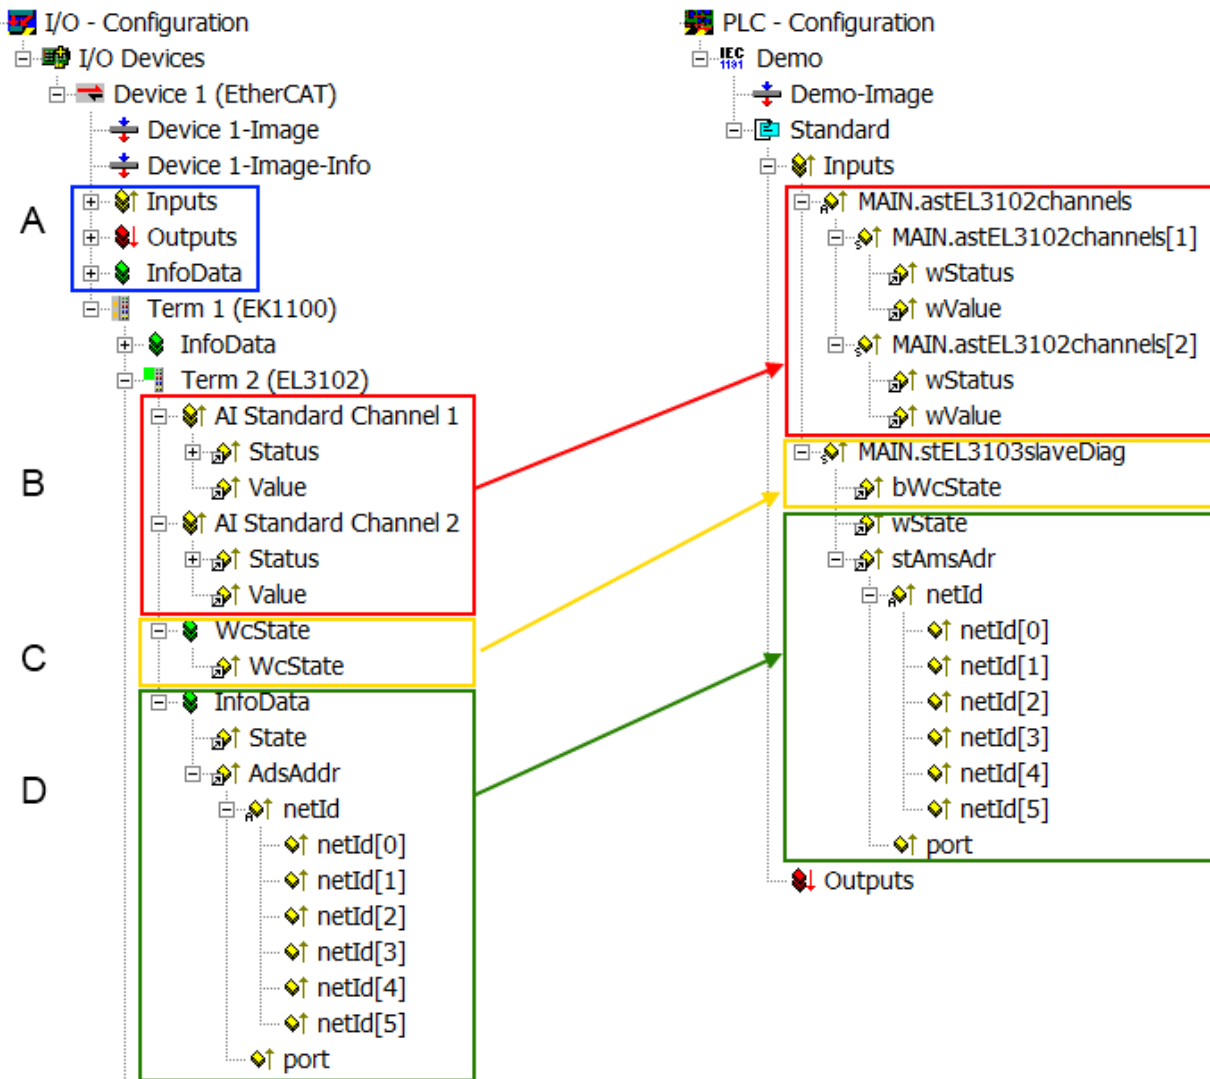 I/O - Configuration
I/O Devices
Device 1 (EtherCAT)
Device 1-Image
Device 1-Image-Info
A
Inputs
Outputs
InfoData
Term 1 (EK1100)
InfoData
Term 2 (EL3102)
B
AI Standard Channel 1
Status
Value
AI Standard Channel 2
Status
Value
C
WcState
WcState
D
InfoData
State
AdsAddr
netId
netId[0]
netId[1]
netId[2]
netId[3]
netId[4]
netId[5]
port
PLC - Configuration
IEC
1131
Demo
Demo-Image
Standard
Inputs
MAIN.astEL3102channels
MAIN.astEL3102channels[1]
wStatus
wValue
MAIN.astEL3102channels[2]
wStatus
wValue
MAIN.stEL3103slaveDiag
bWcState
wState
stAmsAdr
netId
netId[0]
netId[1]
netId[2]
netId[3]
netId[4]
netId[5]
port
Outputs